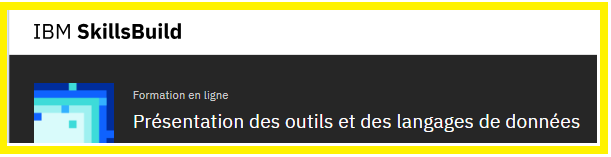 IBM SkillsBuild
Formation en ligne
Présentation des outils et des langages de données